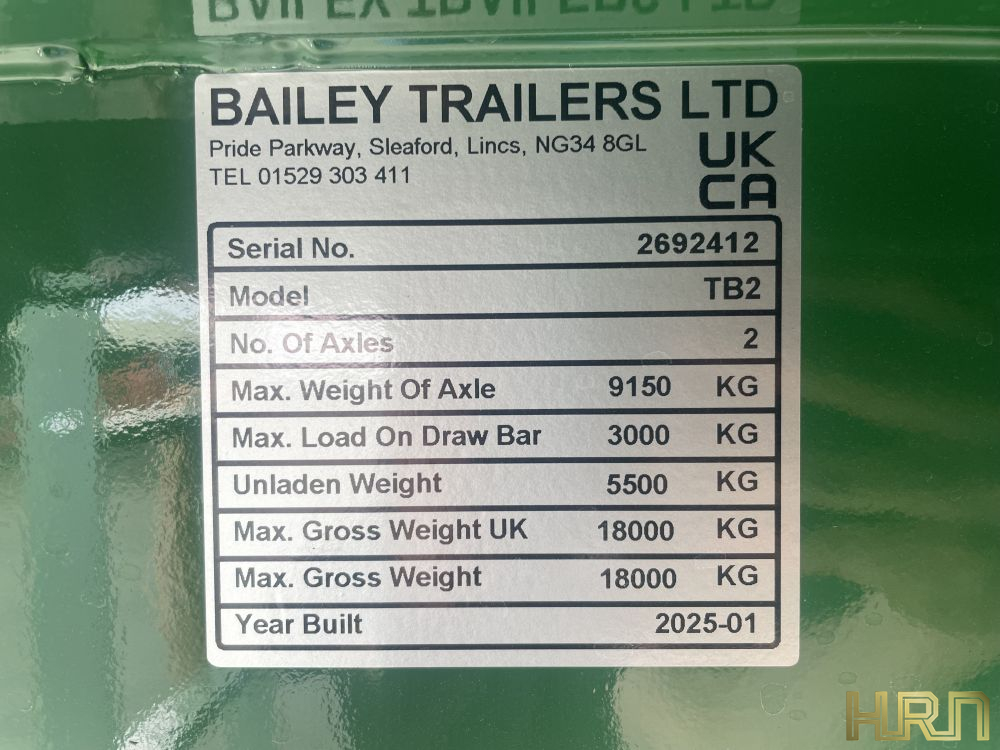 BAILEY TRAILERS LTD
Pride Parkway, Sleaford, Lincs, NG34 8GL
TEL 01529 303 411
UK
CA
Serial No. 2692412
Model TB2
No. Of Axles 2
Max. Weight Of Axle 9150 KG
Max. Load On Draw Bar 3000 KG
Unladen Weight 5500 KG
Max. Gross Weight UK 18000 KG
Max. Gross Weight 18000 KG
Year Built 2025-01
HRN